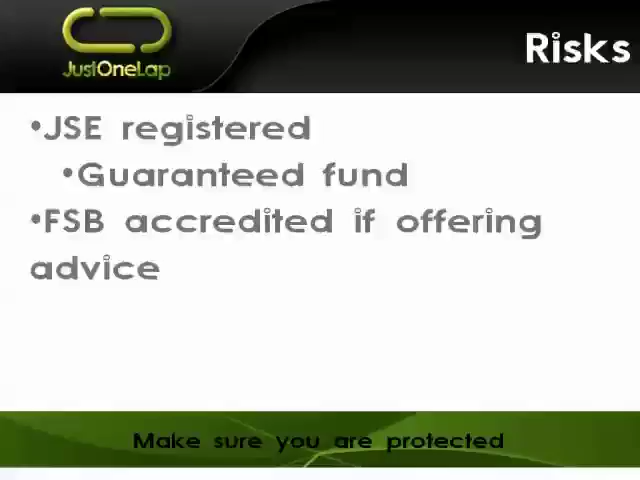 JustOneLap
Risks
•JSE registered
•Guaranteed fund
•FSB accredited if offering
advice
Make sure you are protected